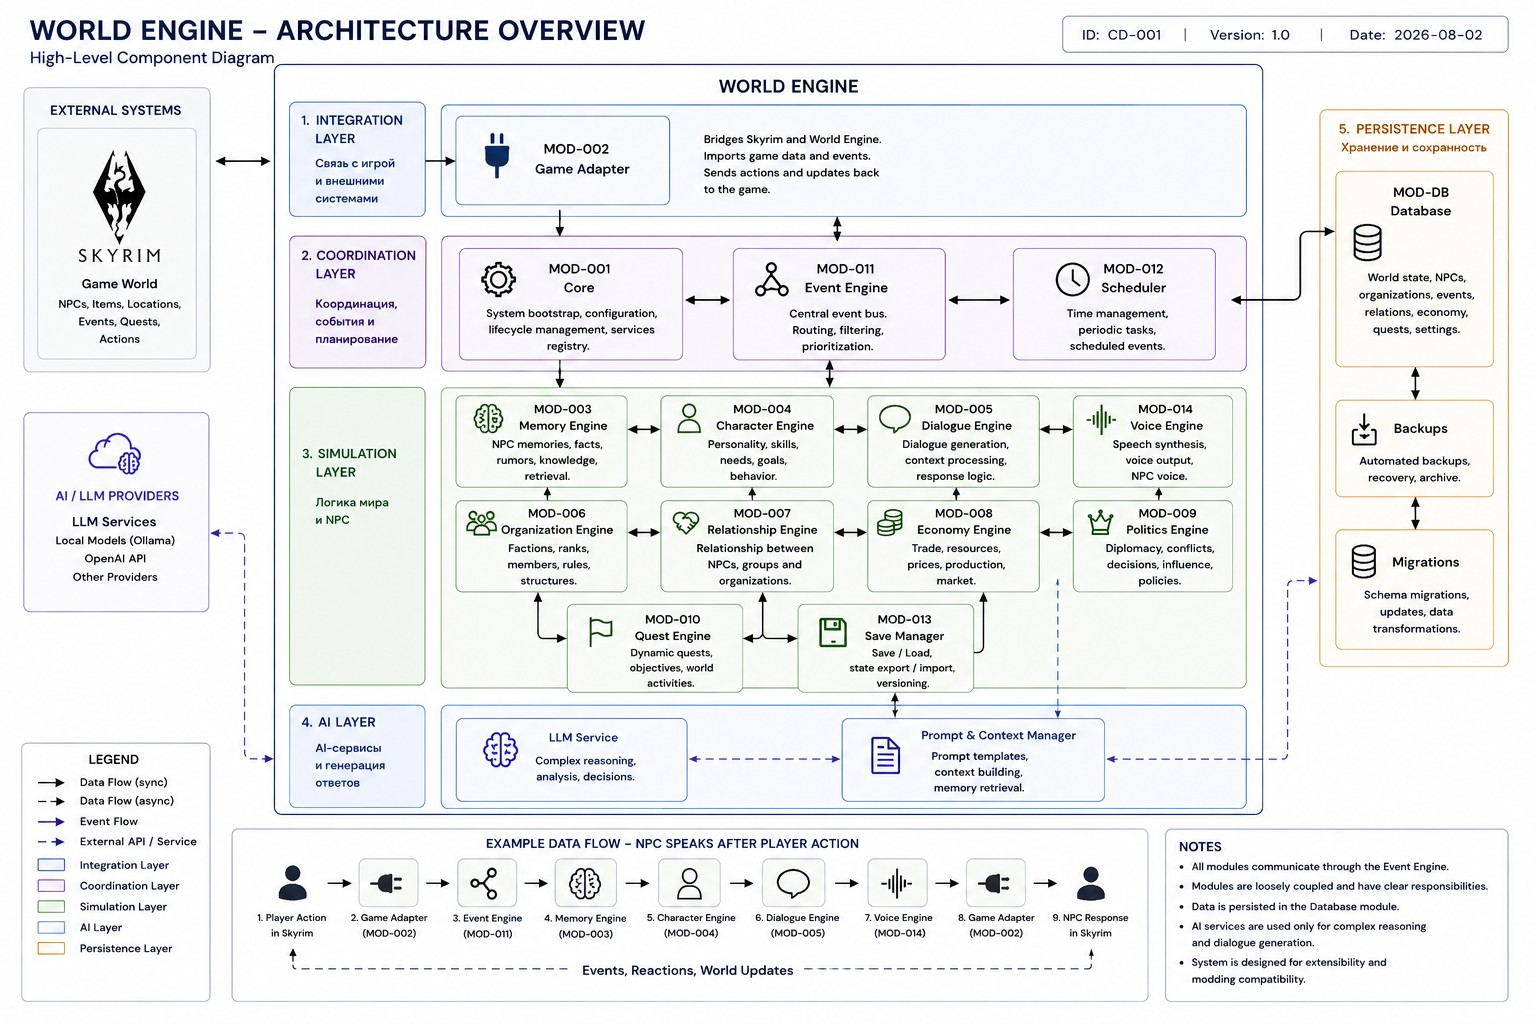 WORLD ENGINE – ARCHITECTURE OVERVIEW
High-Level Component Diagram
ID: CD-001 | Version: 1.0 | Date: 2026-08-02
EXTERNAL SYSTEMS
SKYRIM
Game World
NPCs, Items, Locations,
Events, Quests,
Actions
AI / LLM PROVIDERS
LLM Services
Local Models (Ollama)
OpenAI API
Other Providers
LEGEND
Data Flow (sync)
Data Flow (async)
Event Flow
External API / Service
Integration Layer
Coordination Layer
Simulation Layer
AI Layer
Persistence Layer
WORLD ENGINE
1. INTEGRATION
LAYER
Связь с игрой
и внешними
системами
MOD-002
Game Adapter
Bridges Skyrim and World Engine.
Imports game data and events.
Sends actions and updates back
to the game.
2. COORDINATION
LAYER
Координация,
события и
планирование
MOD-001
Core
System bootstrap, configuration,
lifecycle management, services
registry.
MOD-011
Event Engine
Central event bus.
Routing, filtering,
prioritization.
MOD-012
Scheduler
Time management,
periodic tasks,
scheduled events.
3. SIMULATION
LAYER
Логика мира
и NPC
MOD-003
Memory Engine
NPC memories, facts,
rumors, knowledge,
retrieval.
MOD-004
Character Engine
Personality, skills,
needs, goals,
behavior.
MOD-005
Dialogue Engine
Dialogue generation,
context processing,
response logic.
MOD-014
Voice Engine
Speech synthesis,
voice output,
NPC voice.
MOD-006
Organization Engine
Factions, ranks,
members, rules,
structures.
MOD-007
Relationship Engine
Relationship between
NPCs, groups and
organizations.
MOD-008
Economy Engine
Trade, resources,
prices, production,
market.
MOD-009
Politics Engine
Diplomacy, conflicts,
decisions, influence,
policies.
MOD-010
Quest Engine
Dynamic quests,
objectives, world
activities.
MOD-013
Save Manager
Save / Load,
state export / import,
versioning.
4. AI LAYER
AI-сервисы
и генерация
ответов
LLM Service
Complex reasoning,
analysis, decisions.
Prompt & Context Manager
Prompt templates,
context building,
memory retrieval.
5. PERSISTENCE LAYER
Хранение и сохранность
MOD-DB
Database
World state, NPCs,
organizations, events,
relations, economy,
quests, settings.
Backups
Automated backups,
recovery, archive.
Migrations
Schema migrations,
updates, data
transformations.
EXAMPLE DATA FLOW – NPC SPEAKS AFTER PLAYER ACTION
1. Player Action
in Skyrim
2. Game Adapter
(MOD-002)
3. Event Engine
(MOD-011)
4. Memory Engine
(MOD-003)
5. Character Engine
(MOD-004)
6. Dialogue Engine
(MOD-005)
7. Voice Engine
(MOD-014)
8. Game Adapter
(MOD-002)
9. NPC Response
in Skyrim
Events, Reactions, World Updates
NOTES
• All modules communicate through the Event Engine.
• Modules are loosely coupled and have clear responsibilities.
• Data is persisted in the Database module.
• AI services are used only for complex reasoning
and dialogue generation.
• System is designed for extensibility and
modding compatibility.